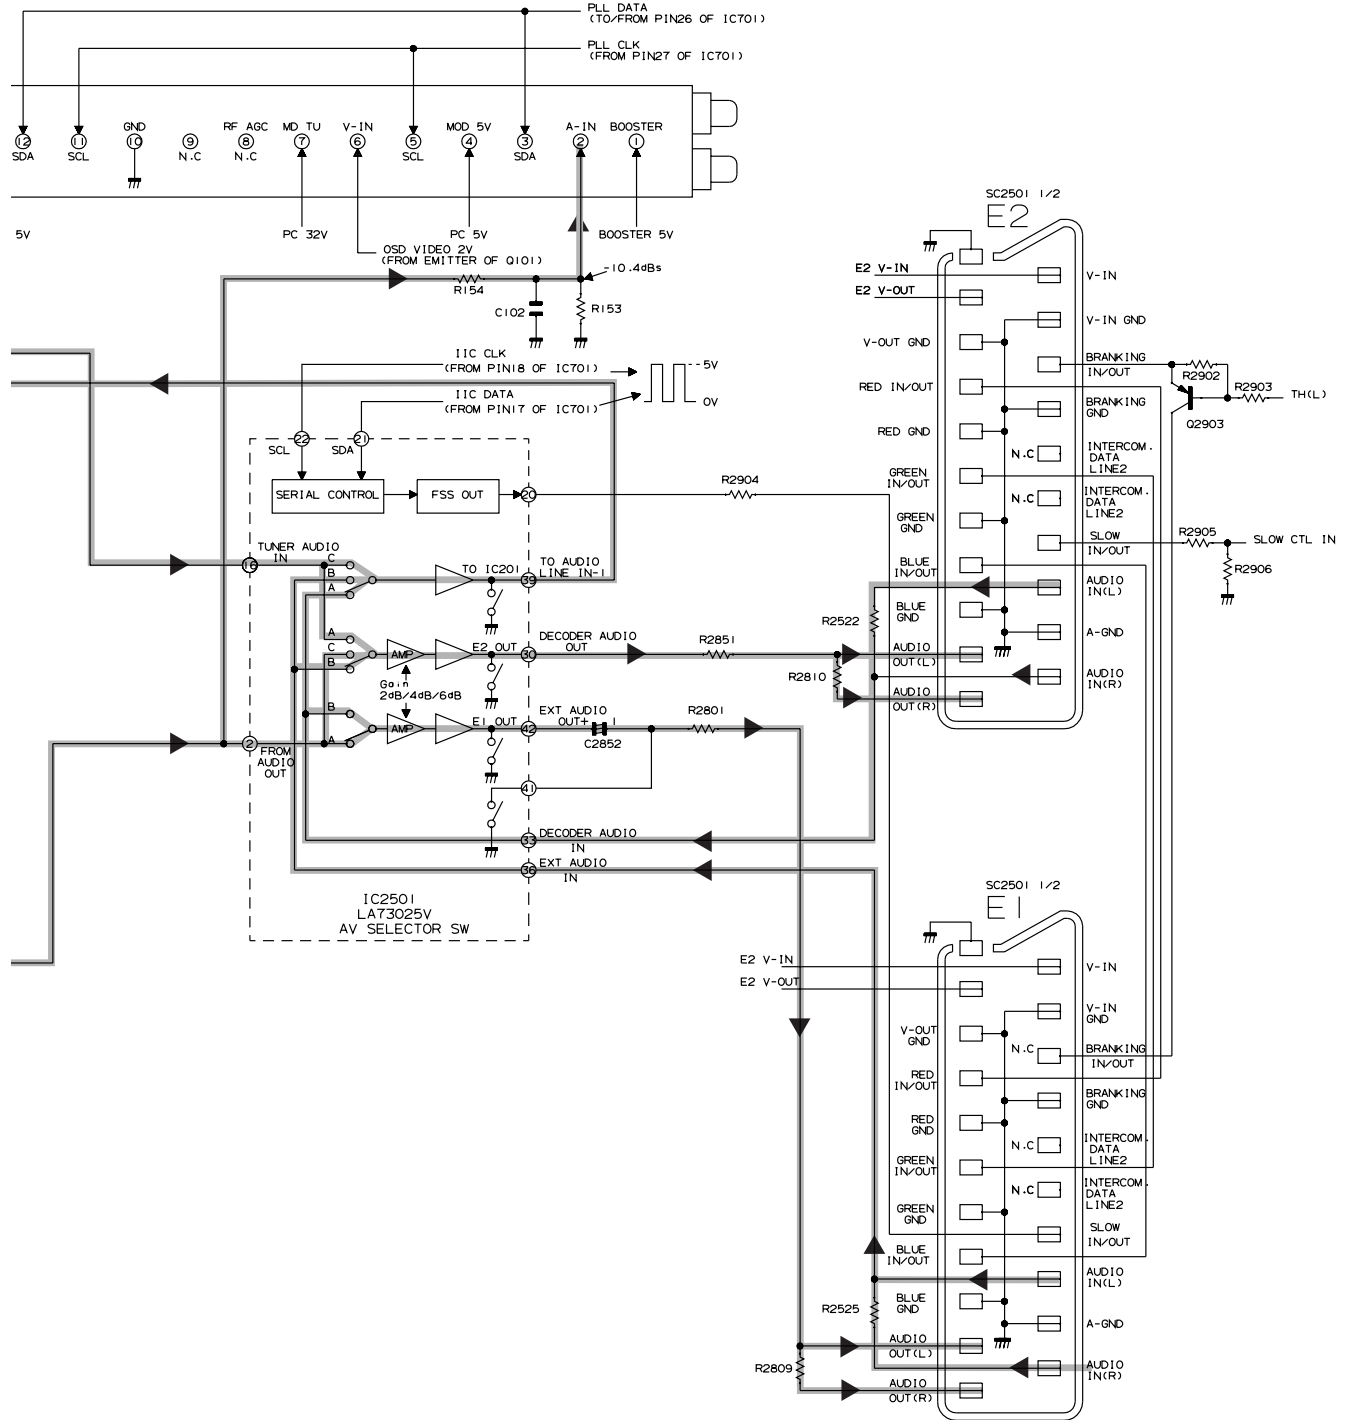 PLL DATA
(TO/FROM PIN26 OF IC701)
PLL CLK
(FROM PIN27 OF IC701)
GND
RF AGC
MD TU
V-IN
MOD 5V
A-IN
BOOSTER
12
11
10
9
8
7
6
5
4
3
2
1
SDA
SCL
N.C
N.C
SCL
SDA
5V
PC 32V
PC 5V
BOOSTER 5V
OSD VIDEO 2V
(FROM EMITTER OF Q101)
-10.4dBs
R154
C102
R153
IIC CLK
(FROM PIN18 OF IC701)
5V
IIC DATA
(FROM PIN17 OF IC701)
0V
22
21
SCL
SDA
SERIAL CONTROL
FSS OUT
20
R2904
TUNER AUDIO
IN
16
C
B
A
TO IC201
39
TO AUDIO
LINE IN-1
A
C
B
AMP
E2 OUT
30
DECODER AUDIO
OUT
R2851
Gain
2dB/4dB/6dB
B
A
AMP
E1 OUT
42
EXT AUDIO
OUT+
1
C2852
R2801
2
FROM
AUDIO
OUT
41
33
DECODER AUDIO
IN
36
EXT AUDIO
IN
IC2501
LA73025V
AV SELECTOR SW
SC2501 1/2
E2
E2 V-IN
V-IN
E2 V-OUT
V-IN GND
V-OUT GND
BRANKING
IN/OUT
R2902
RED IN/OUT
R2903
TH(L)
BRANKING
GND
Q2903
RED GND
N.C
INTERCOM.
DATA
LINE2
GREEN
IN/OUT
N.C
INTERCOM.
DATA
LINE2
GREEN
GND
SLOW
IN/OUT
R2905
SLOW CTL IN
R2906
BLUE
IN/OUT
AUDIO
IN(L)
BLUE
GND
R2522
A-GND
AUDIO
OUT(L)
R2810
AUDIO
IN(R)
AUDIO
OUT(R)
SC2501 1/2
E1
E2 V-IN
V-IN
E2 V-OUT
V-IN
GND
V-OUT
GND
N.C
BRANKING
IN/OUT
RED
IN/OUT
BRANKING
GND
RED
GND
N.C
INTERCOM.
DATA
LINE2
GREEN
IN/OUT
N.C
INTERCOM.
DATA
LINE2
GREEN
GND
SLOW
IN/OUT
BLUE
IN/OUT
AUDIO
IN(L)
BLUE
GND
R2525
A-GND
AUDIO
OUT(L)
R2809
AUDIO
IN(R)
AUDIO
OUT(R)